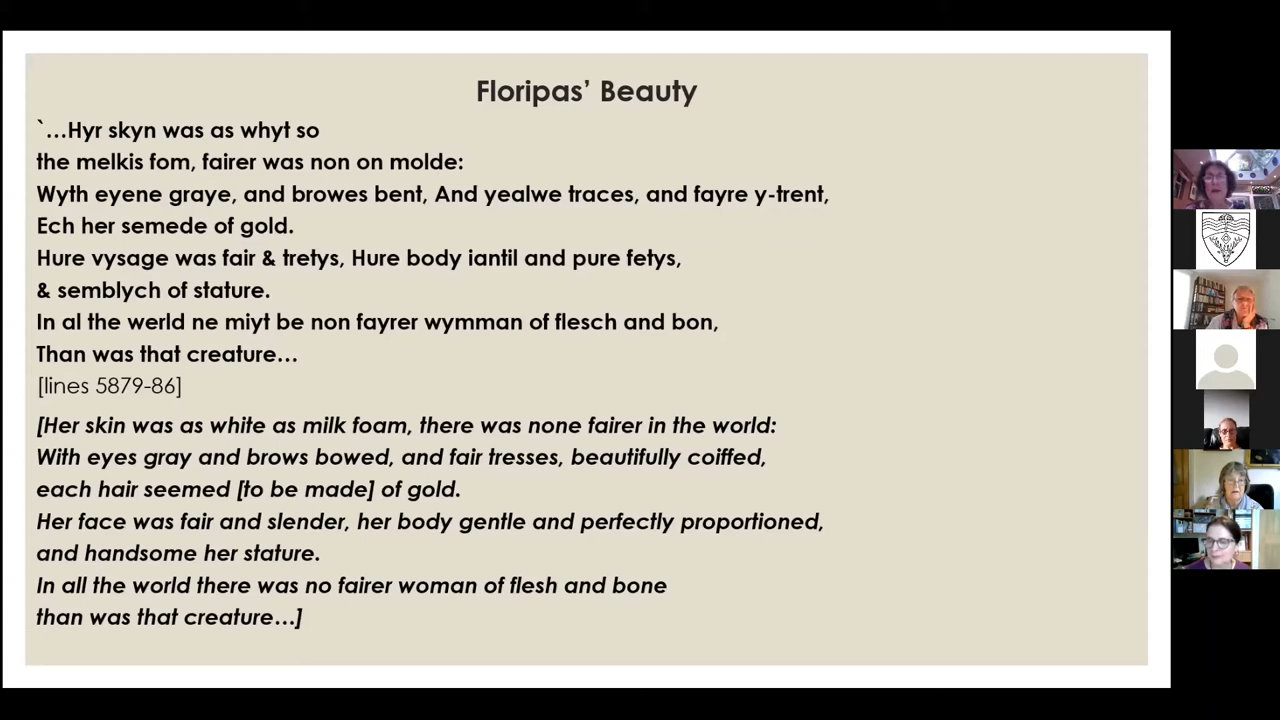 Floripas’ Beauty
`…Hyr skyn was as whyt so
the melkis fom, fairer was non on molde:
Wyth eyene graye, and browes bent, And yealwe traces, and fayre y-trent,
Ech her semede of gold.
Hure vysage was fair & tretys, Hure body iantil and pure fetys,
& semblych of stature.
In al the werld ne miyt be non fayrer wymman of flesch and bon,
Than was that creature…
[lines 5879-86]
[Her skin was as white as milk foam, there was none fairer in the world:
With eyes gray and brows bowed, and fair tresses, beautifully coiffed,
each hair seemed [to be made] of gold.
Her face was fair and slender, her body gentle and perfectly proportioned,
and handsome her stature.
In all the world there was no fairer woman of flesh and bone
than was that creature…]